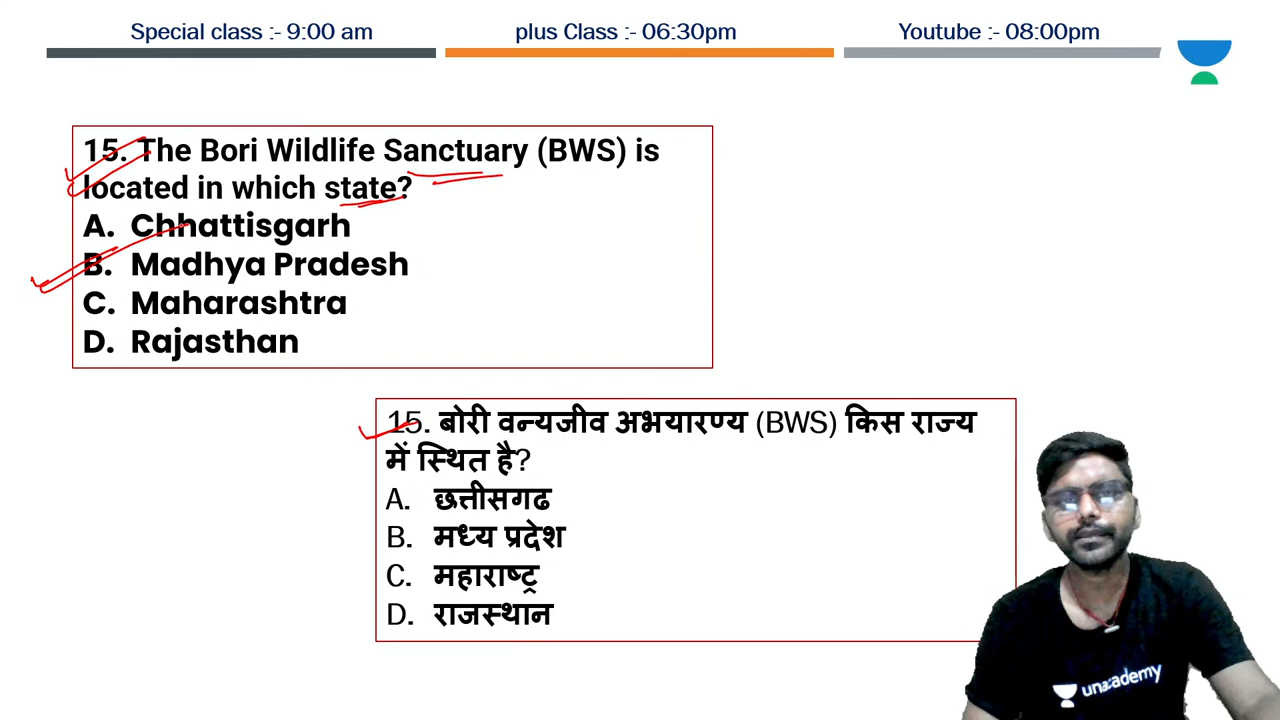 Special class :- 9:00 am
plus Class :- 06:30pm
Youtube :- 08:00pm
15. The Bori Wildlife Sanctuary (BWS) is
located in which state?
A. Chhattisgarh
B. Madhya Pradesh
C. Maharashtra
D. Rajasthan
15. बोरी वन्यजीव अभयारण्य (BWS) किस राज्य
में स्थित है?
A. छत्तीसगढ
B. मध्य प्रदेश
C. महाराष्ट्र
D. राजस्थान
unacademy